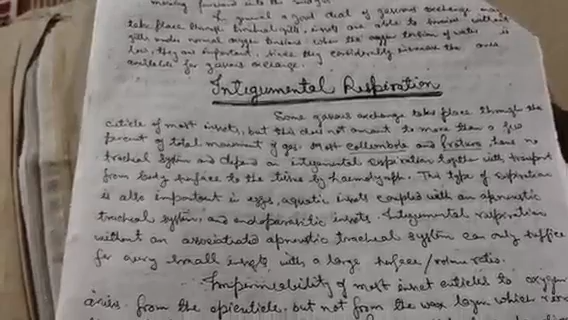 moving forward into the
In general a good deal of gaseous exchange may
take place through tracheal gills, insects are able to survive without
gills under normal oxygen tensions when the oxygen tension of water is
low, they are important, since they considerably increase the area
available for gaseous exchange.
Integumental Respiration
Some gaseous exchange takes place through the
cuticle of most insects, but this does not amount to more than a few
percent of total movement of gas. Most collembola and protura have no
tracheal system and depend on integumental respiration together with transport
from body surface to the tissue by haemolymph. This type of respiration
is also important in eggs, aquatic insects coupled with an apneustic
tracheal system, and endoparasitic insects. Integumental respiration
without an associated apneustic tracheal system can only suffice
for very small insects with a large surface/volume ratio.
Impermeability of most insect cuticles to oxygen
arises from the epicuticle, but not from the wax layer which